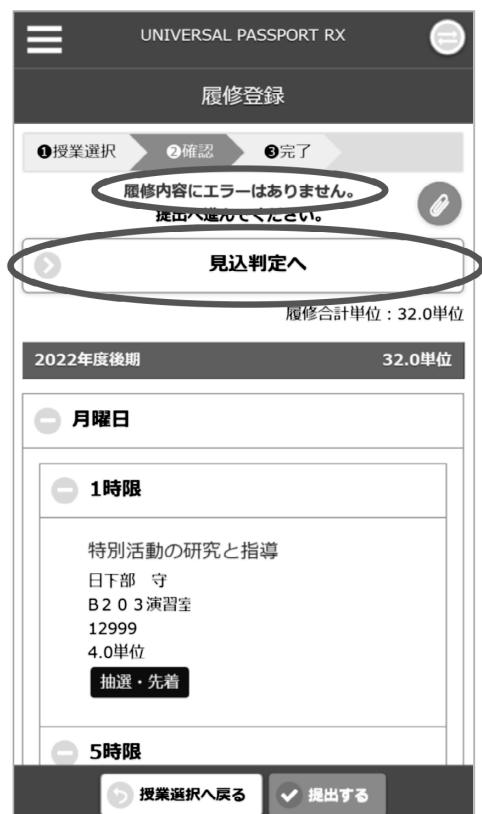 UNIVERSAL PASSPORT RX
履修登録
❶授業選択 ❷確認 ❸完了
履修内容にエラーはありません。
提出へ進んでください。
見込判定へ
履修合計単位：32.0単位
2022年度後期 32.0単位
月曜日
1時限
特別活動の研究と指導
日下部 守
B２０３演習室
12999
4.0単位
抽選・先着
5時限
授業選択へ戻る 提出する